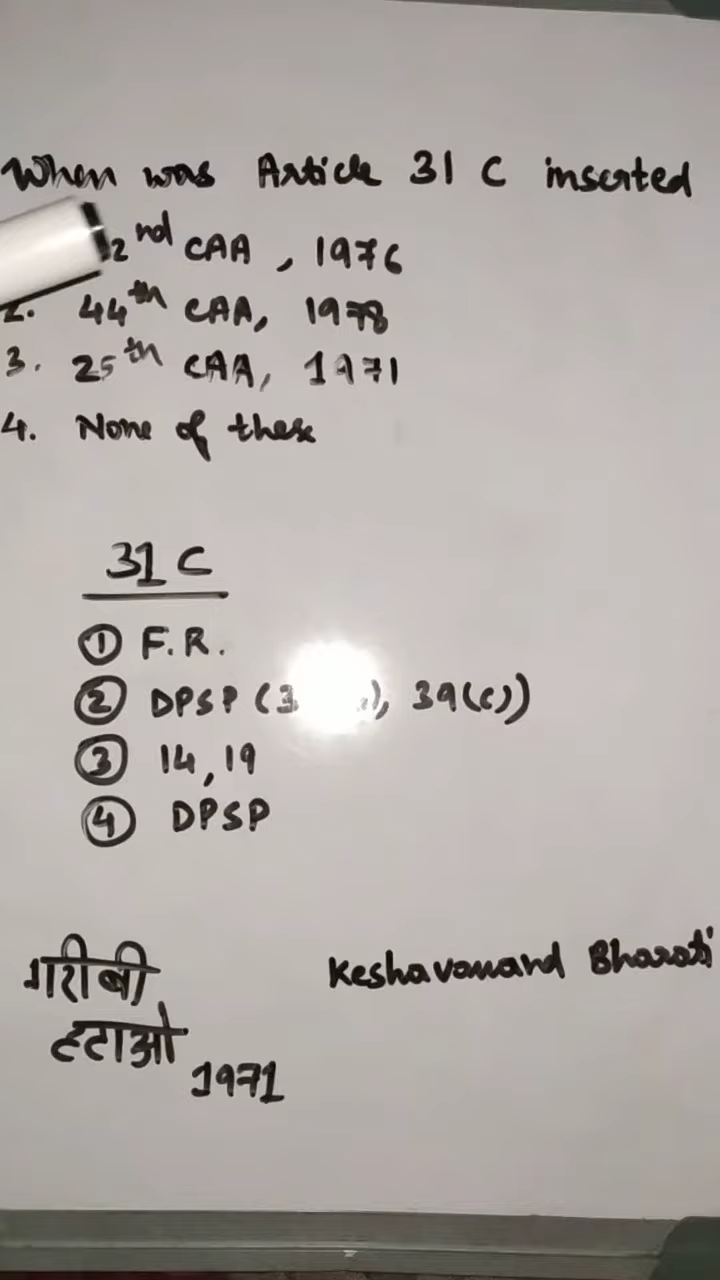 When was Article 31 C inserted
2nd CAA, 1976
2. 44th CAA, 1978
3. 25th CAA, 1971
4. None of these
31 C
① F.R.
② DPSP ( ), 39(c))
③ 14, 19
④ DPSP
गरीबी
हटाओ
1971
Keshavanand Bharati